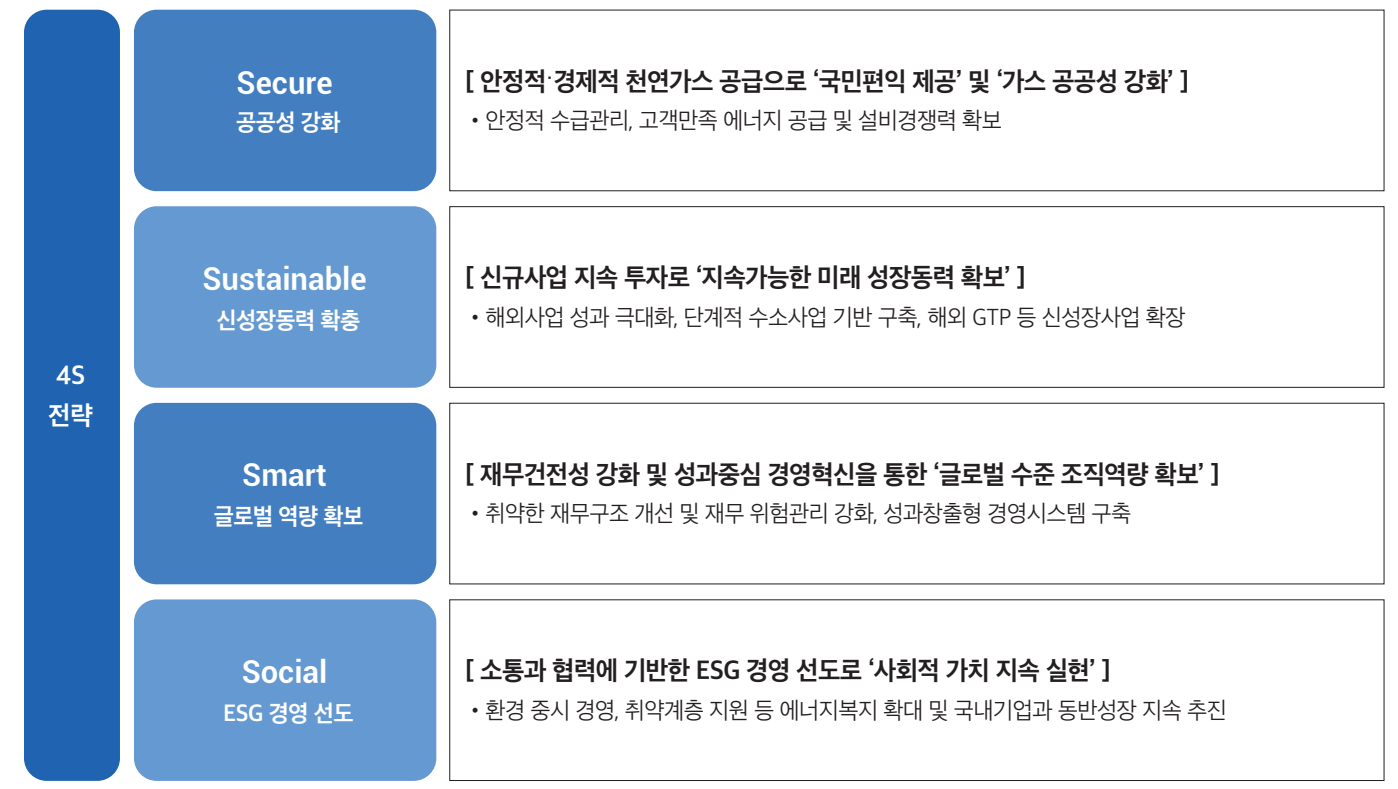 4S
전략
Secure
공공성 강화
[ 안정적·경제적 천연가스 공급으로 ‘국민편익 제공’ 및 ‘가스 공공성 강화’ ]
• 안정적 수급관리, 고객만족 에너지 공급 및 설비경쟁력 확보
Sustainable
신성장동력 확충
[ 신규사업 지속 투자로 ‘지속가능한 미래 성장동력 확보’ ]
• 해외사업 성과 극대화, 단계적 수소사업 기반 구축, 해외 GTP 등 신성장사업 확장
Smart
글로벌 역량 확보
[ 재무건전성 강화 및 성과중심 경영혁신을 통한 ‘글로벌 수준 조직역량 확보’ ]
• 취약한 재무구조 개선 및 재무 위험관리 강화, 성과창출형 경영시스템 구축
Social
ESG 경영 선도
[ 소통과 협력에 기반한 ESG 경영 선도로 ‘사회적 가치 지속 실현’ ]
• 환경 중시 경영, 취약계층 지원 등 에너지복지 확대 및 국내기업과 동반성장 지속 추진